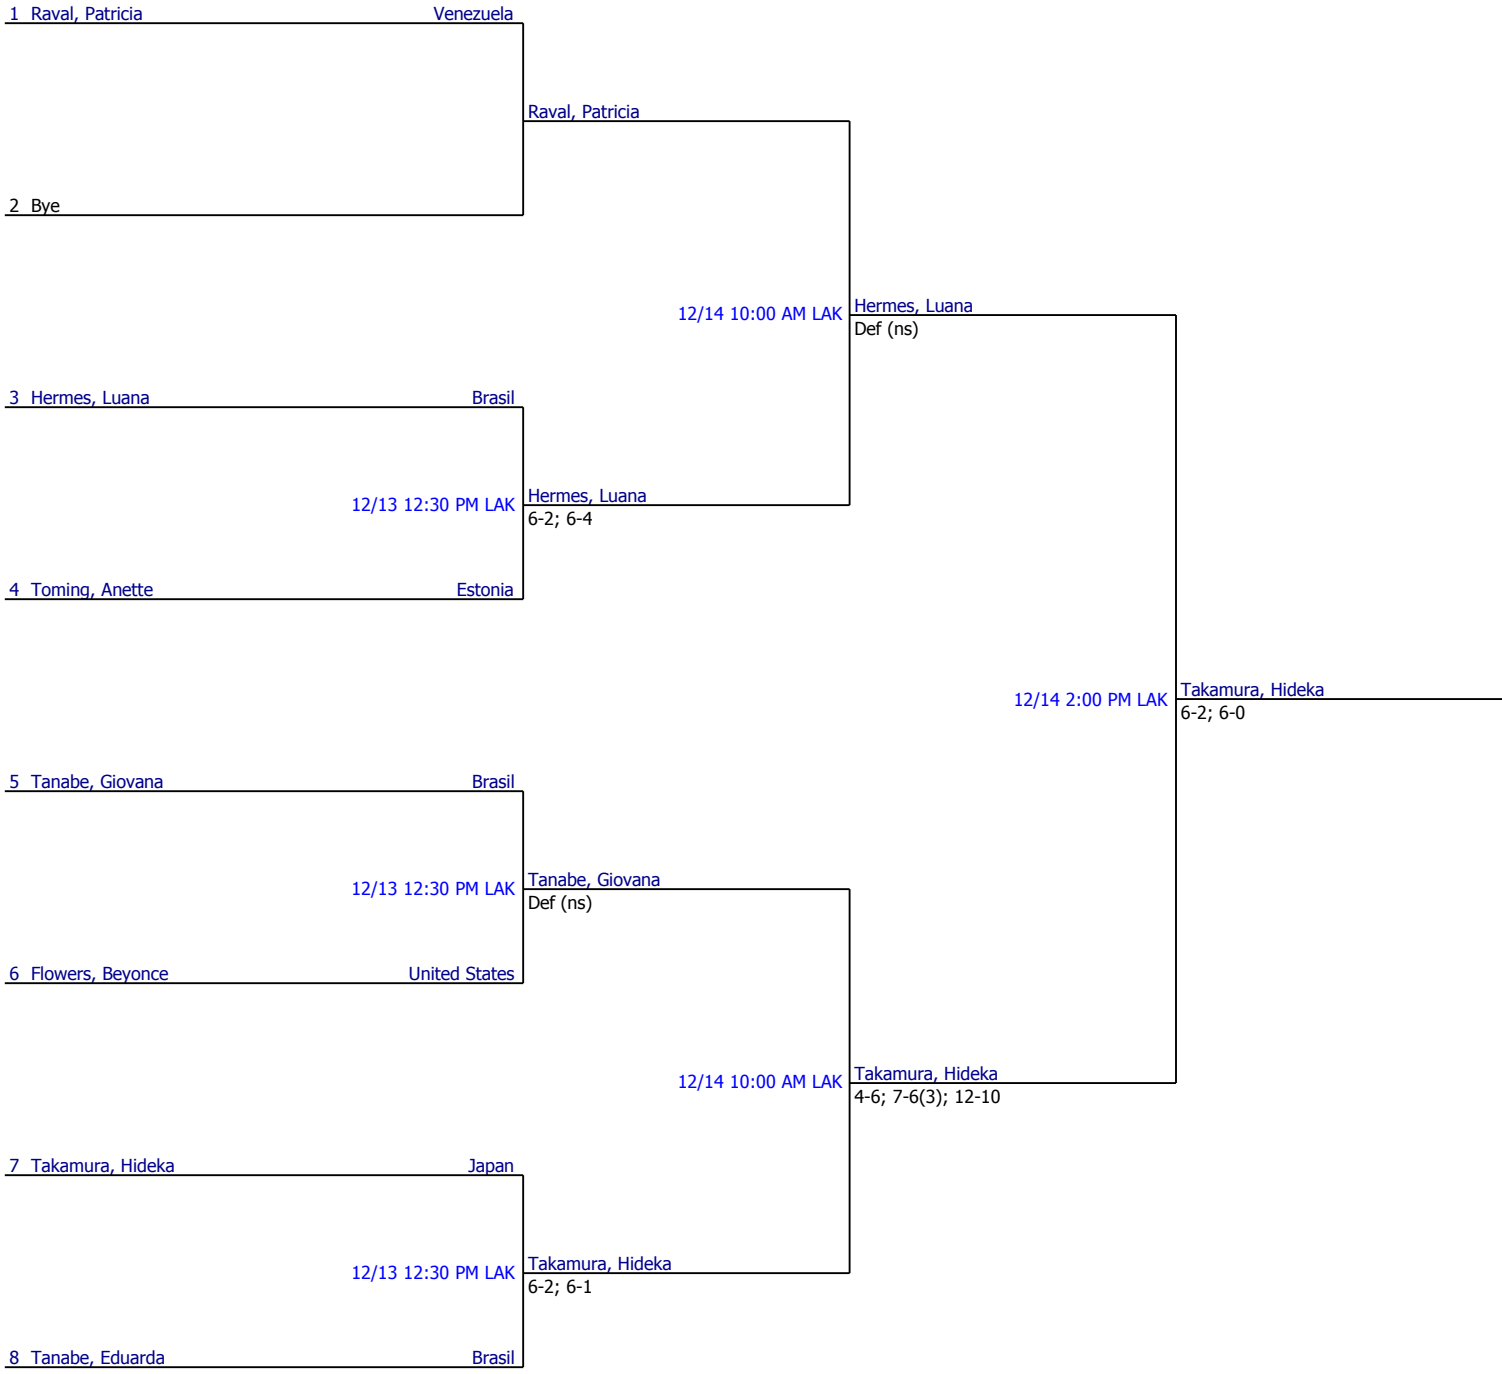 1 Raval, Patricia Venezuela
Raval, Patricia
2 Bye
12/14 10:00 AM LAK Hermes, Luana
Def (ns)
3 Hermes, Luana Brasil
12/13 12:30 PM LAK Hermes, Luana
6-2; 6-4
4 Toming, Anette Estonia
12/14 2:00 PM LAK Takamura, Hideka
6-2; 6-0
5 Tanabe, Giovana Brasil
12/13 12:30 PM LAK Tanabe, Giovana
Def (ns)
6 Flowers, Beyonce United States
12/14 10:00 AM LAK Takamura, Hideka
4-6; 7-6(3); 12-10
7 Takamura, Hideka Japan
12/13 12:30 PM LAK Takamura, Hideka
6-2; 6-1
8 Tanabe, Eduarda Brasil